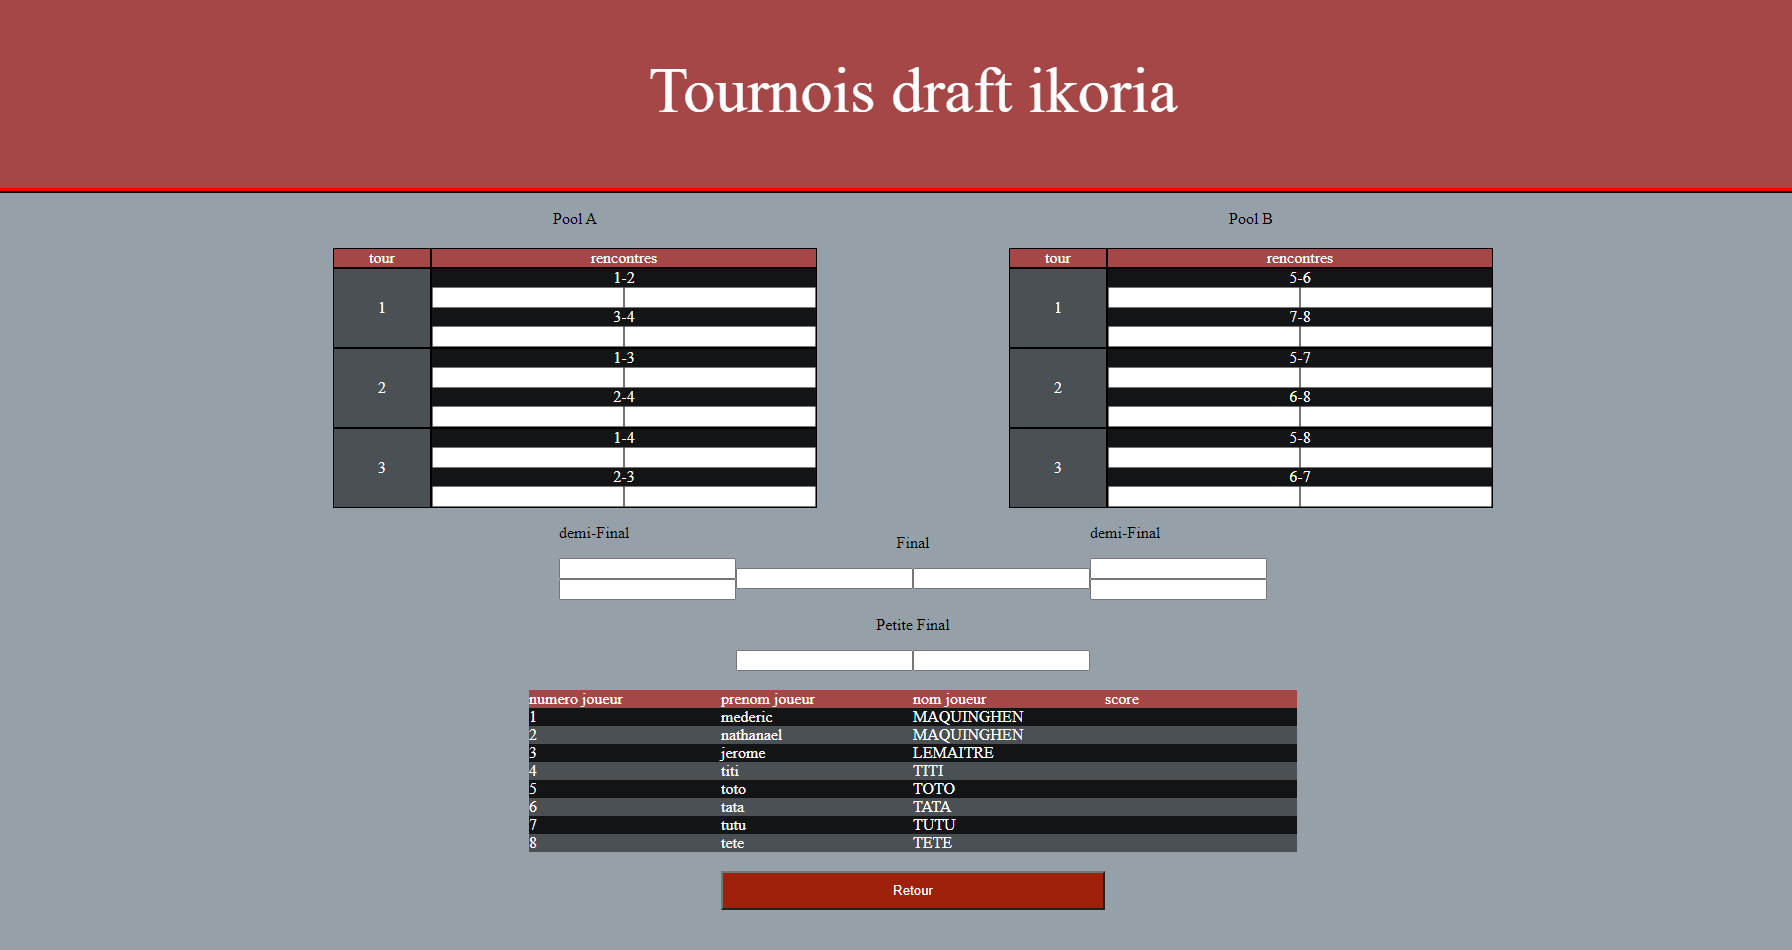 Tournois draft ikoria
Pool A
tour rencontres
1
1-2
3-4
2
1-3
2-4
3
1-4
2-3
Pool B
tour rencontres
1
5-6
7-8
2
5-7
6-8
3
5-8
6-7
demi-Final
Final
demi-Final
Petite Final
numero joueur prenom joueur nom joueur score
1 mederic MAQUINGHEN
2 nathanael MAQUINGHEN
3 jerome LEMAITRE
4 titi TITI
5 toto TOTO
6 tata TATA
7 tutu TUTU
8 tete TETE
Retour